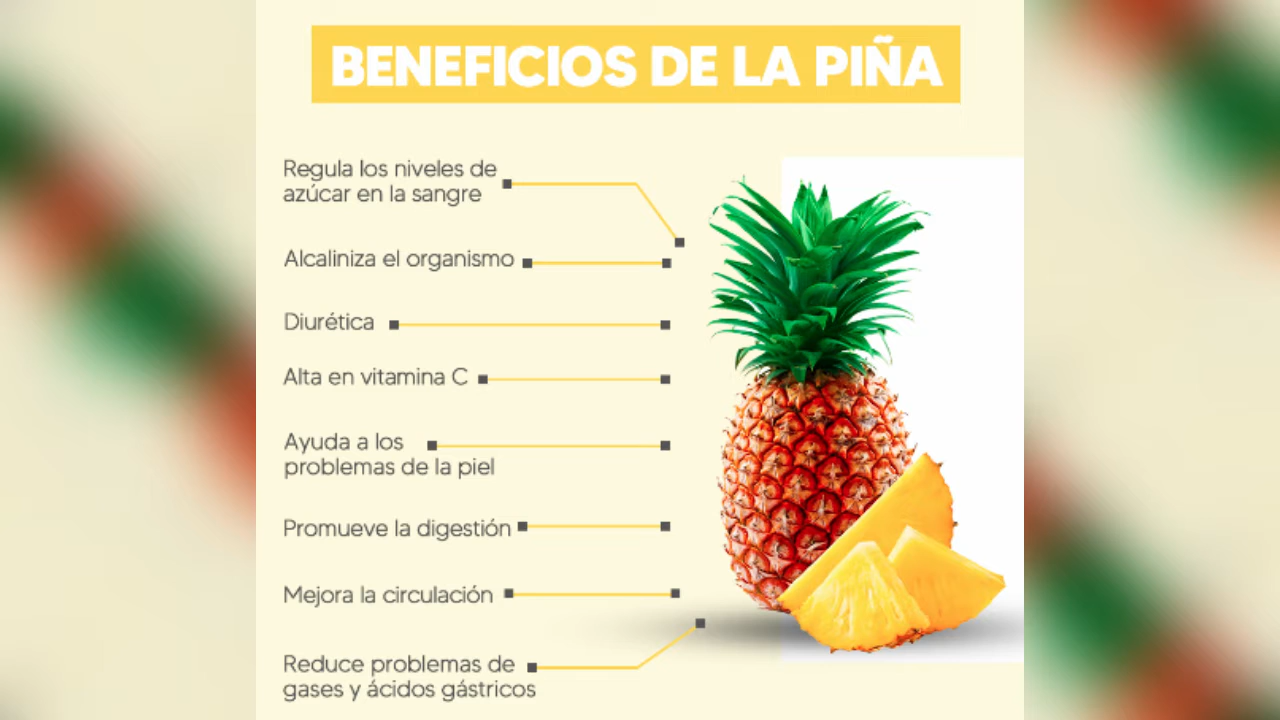 BENEFICIOS DE LA PIÑA
Regula los niveles de
azúcar en la sangre
Alcaliniza el organismo
Diurética
Alta en vitamina C
Ayuda a los
problemas de la piel
Promueve la digestión
Mejora la circulación
Reduce problemas de
gases y ácidos gástricos